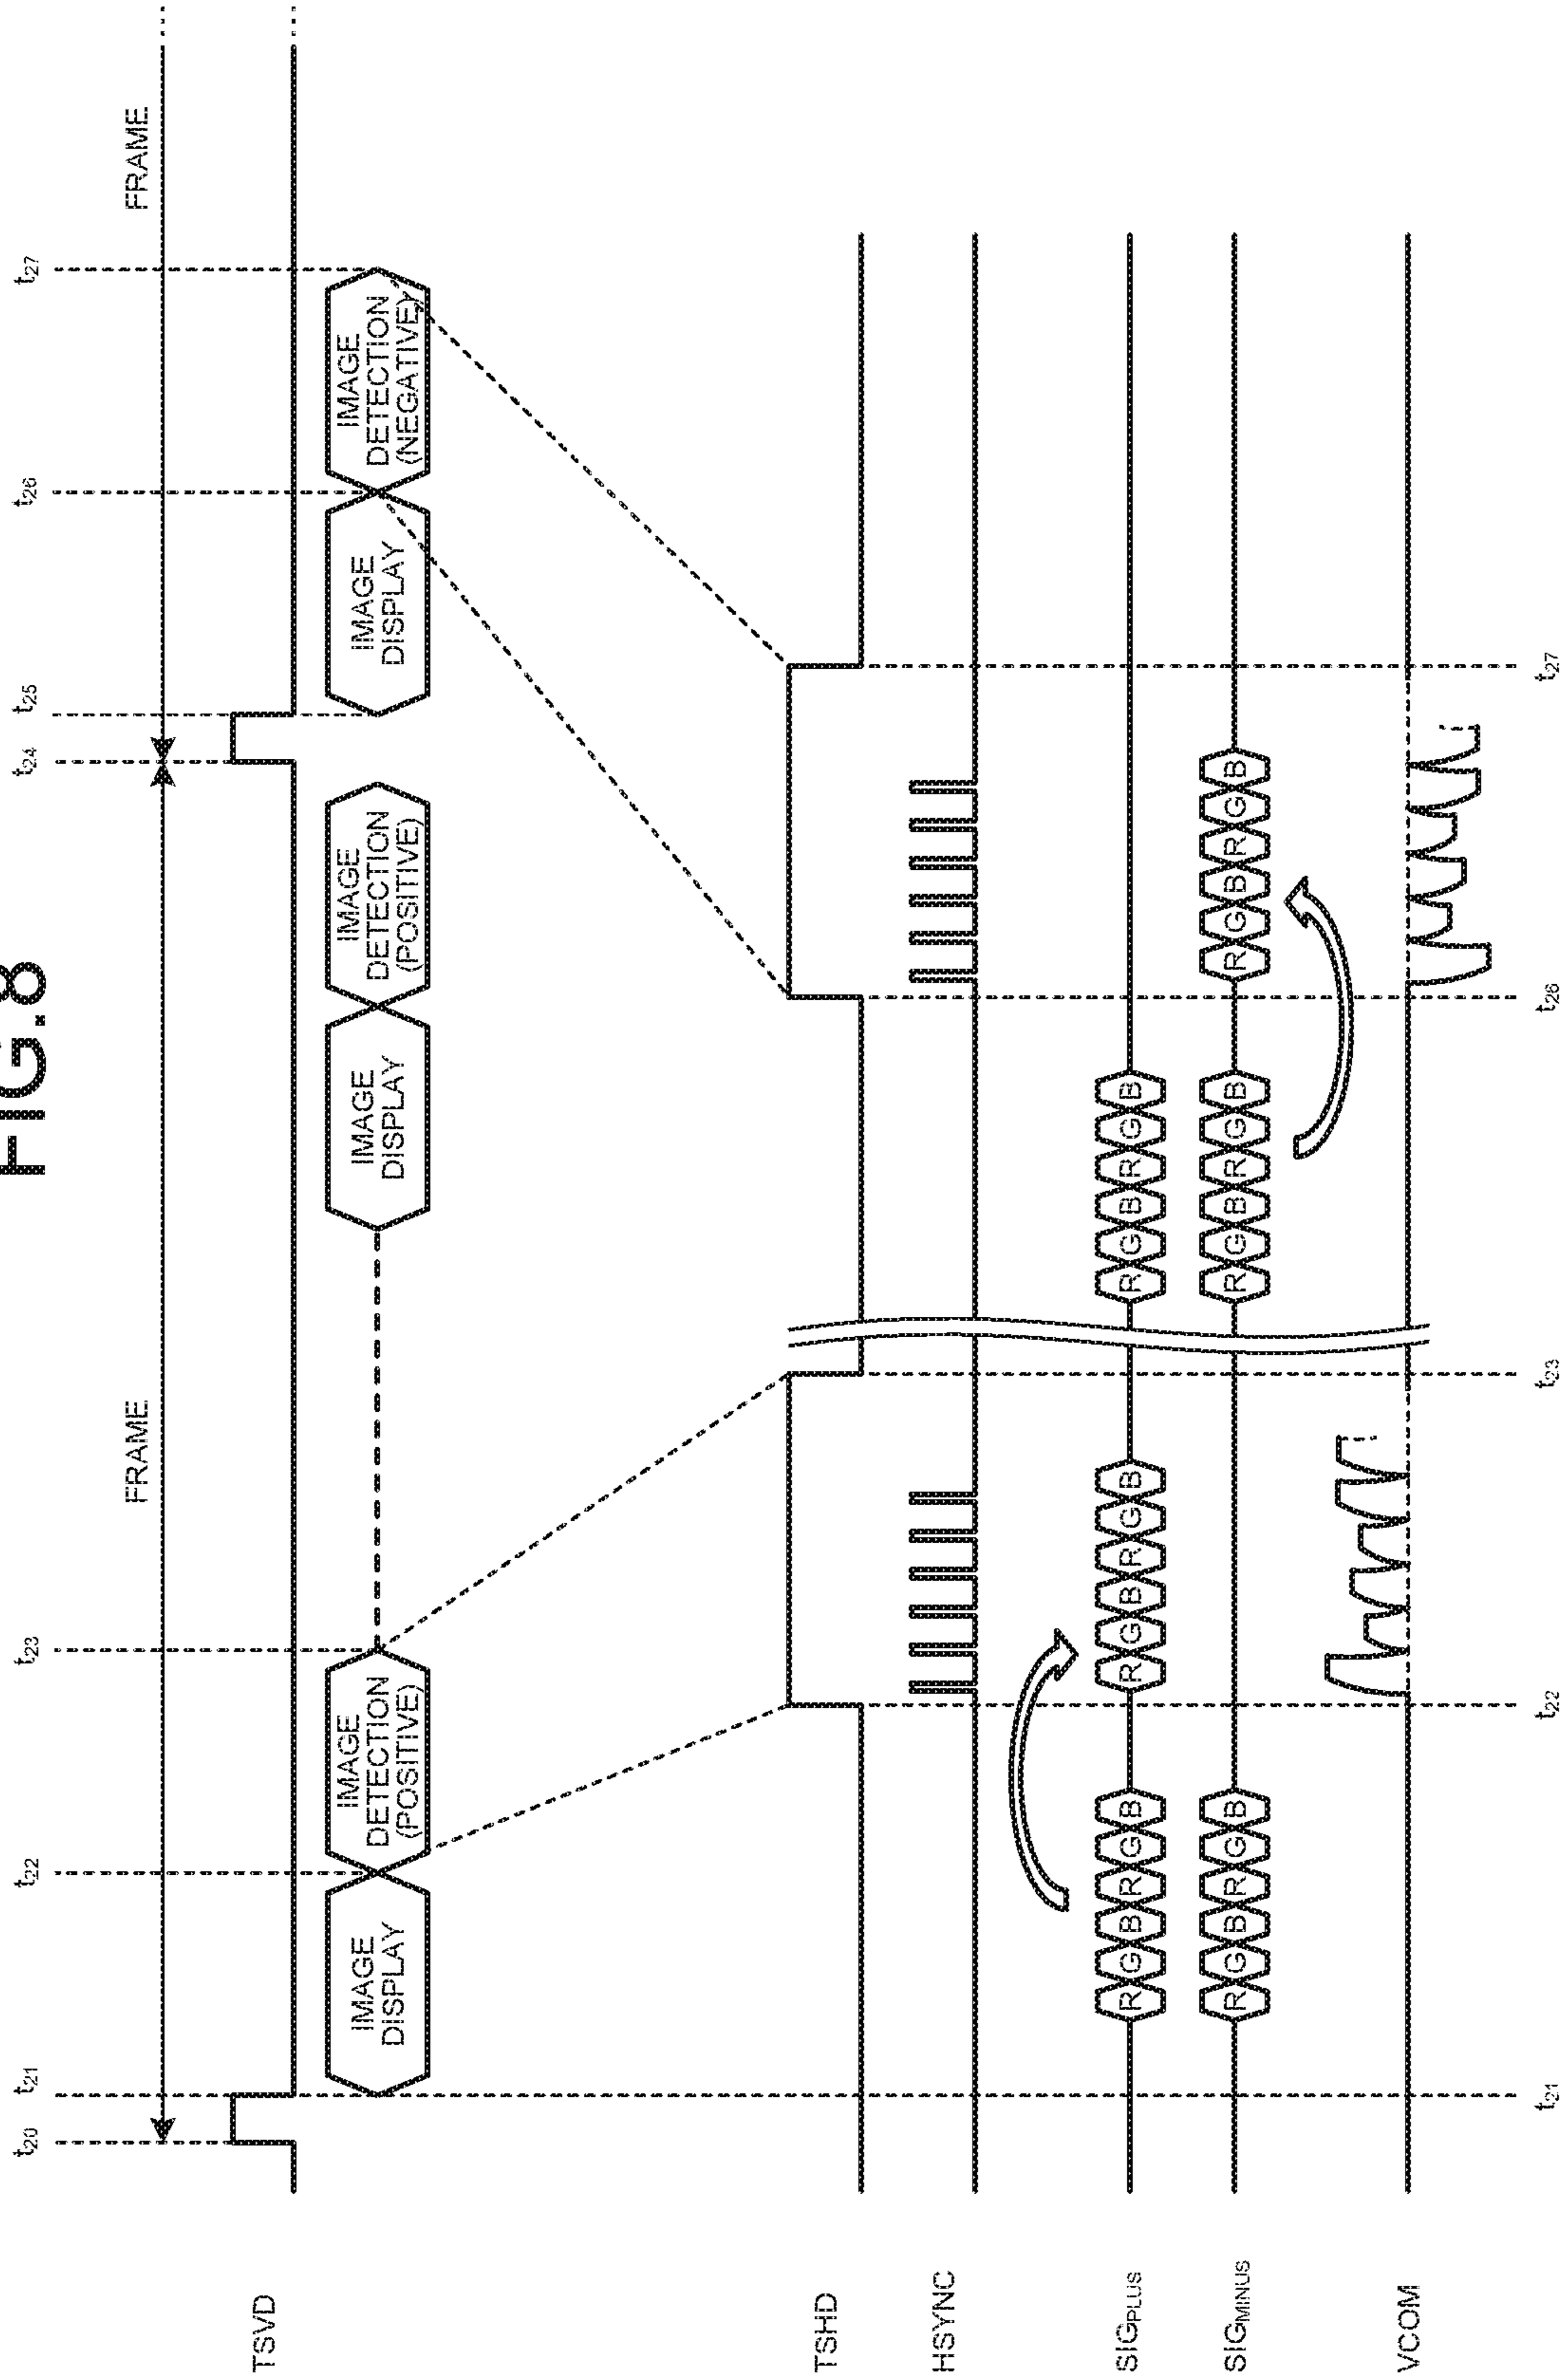 FIG.8
t20 t21 t22 t23 t24 t25 t26 t27
FRAME FRAME
TSVD
IMAGE
DISPLAY
IMAGE
DETECTION
(POSITIVE)
IMAGE
DISPLAY
IMAGE
DETECTION
(POSITIVE)
IMAGE
DISPLAY
IMAGE
DETECTION
(NEGATIVE)
TSHD
HSYNC
SIGPLUS R G B R G B R G B R G B R G B R G B
SIGMINUS R G B R G B R G B R G B R G B R G B
VCOM
t21 t22 t23 t26 t27